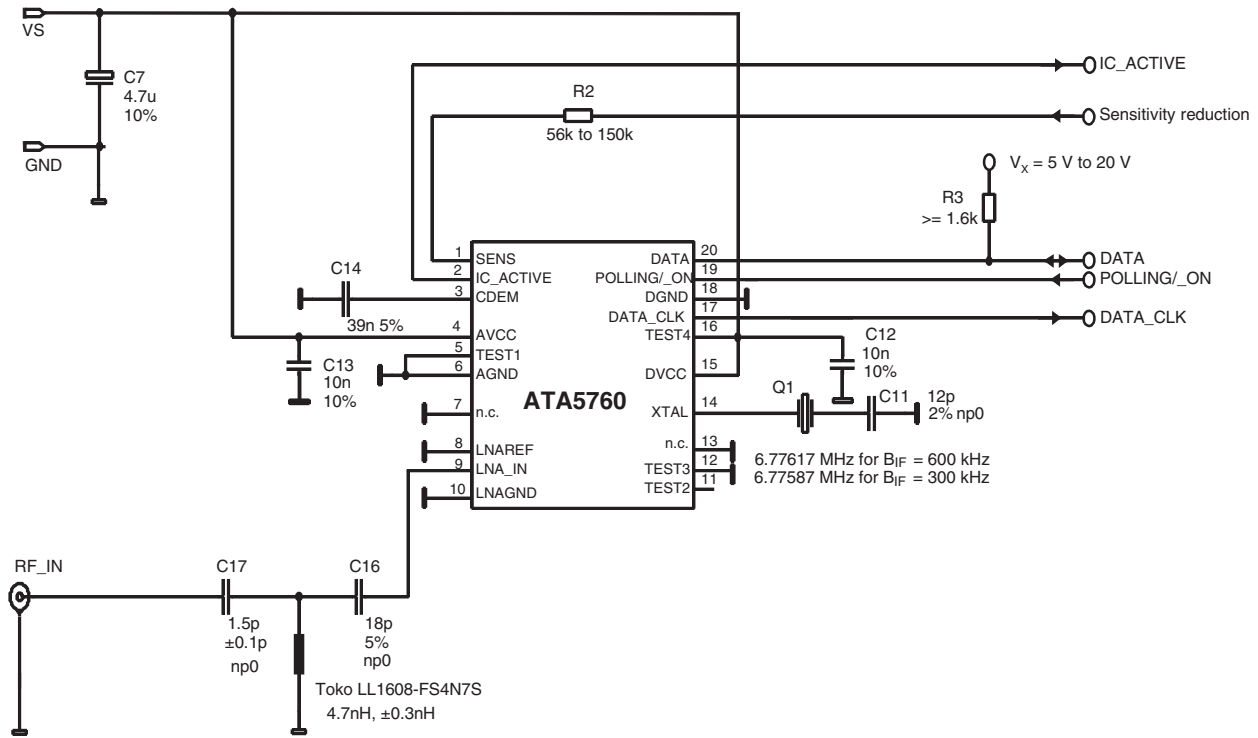 VS
C7
4.7u
10%
GND
IC_ACTIVE
R2
56k to 150k
Sensitivity reduction
VX = 5 V to 20 V
R3
>= 1.6k
DATA
POLLING/_ON
DATA_CLK
C14
39n 5%
C13
10n
10%
1 SENS
2 IC_ACTIVE
3 CDEM
4 AVCC
5 TEST1
6 AGND
7 n.c.
8 LNAREF
9 LNA_IN
10 LNAGND
ATA5760
DATA 20
POLLING/_ON 19
DGND 18
DATA_CLK 17
TEST4 16
DVCC 15
XTAL 14
n.c. 13
TEST3 12
TEST2 11
C12
10n
10%
Q1
C11
12p
2% np0
6.77617 MHz for BIF = 600 kHz
6.77587 MHz for BIF = 300 kHz
RF_IN
C17
1.5p
±0.1p
np0
C16
18p
5%
np0
Toko LL1608-FS4N7S
4.7nH, ±0.3nH